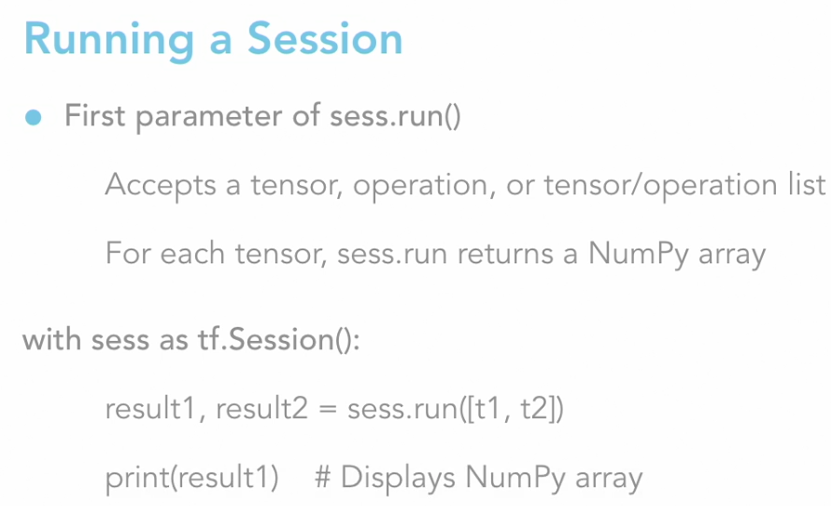 Running a Session
● First parameter of sess.run()
Accepts a tensor, operation, or tensor/operation list
For each tensor, sess.run returns a NumPy array
with sess as tf.Session():
result1, result2 = sess.run([t1, t2])
print(result1) # Displays NumPy array